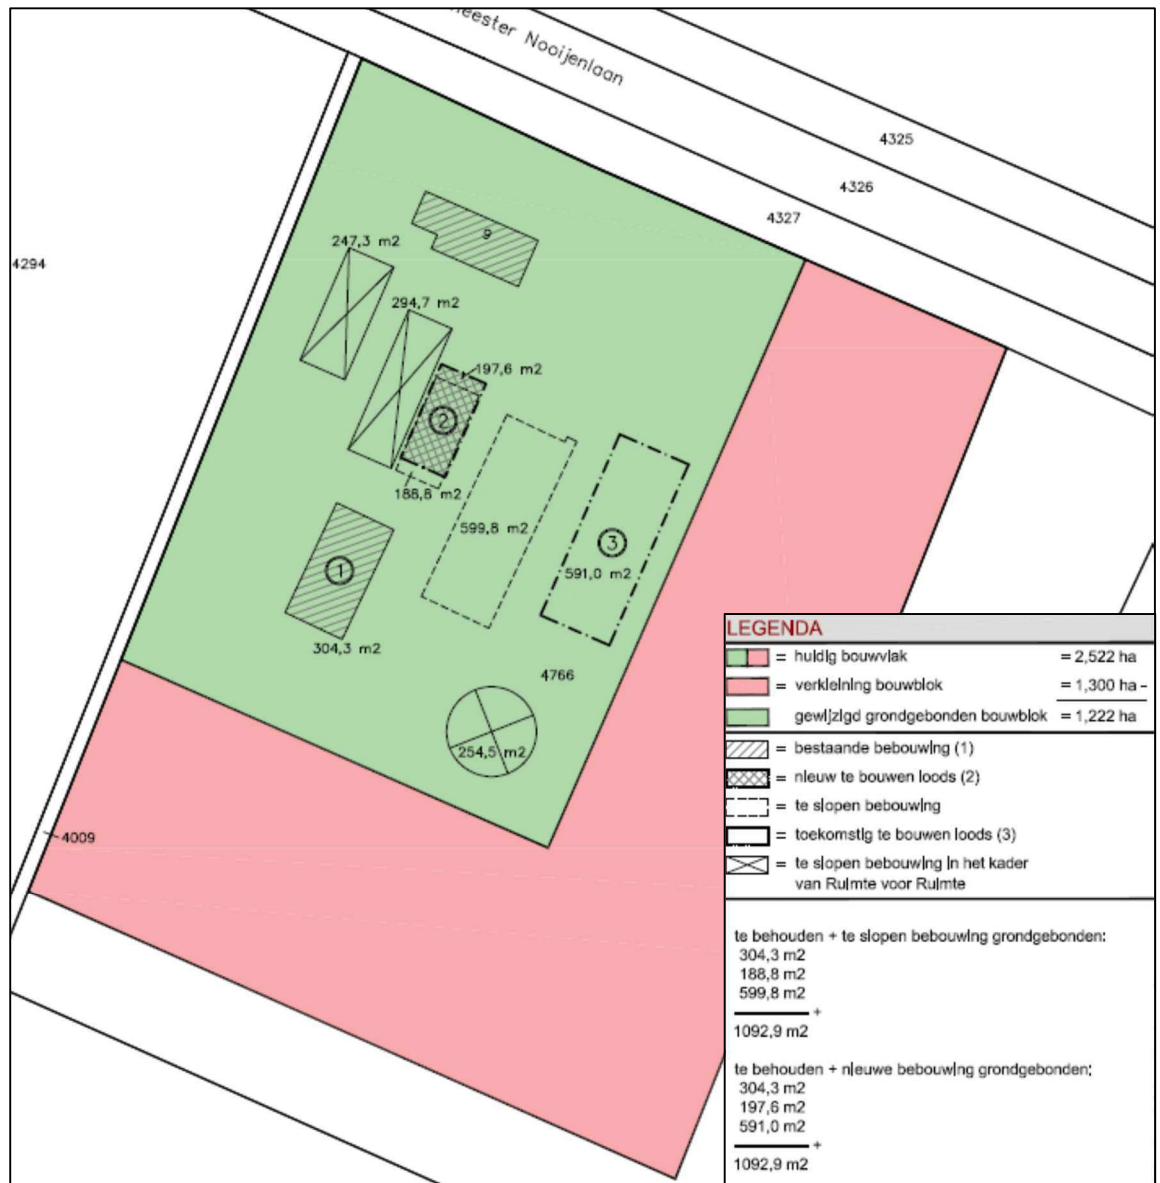 eester Nooijenlaan
4325
4326
4327
4294
9
247,3 m2
294,7 m2
197,6 m2
2
188,8 m2
599,8 m2
3
591,0 m2
1
304,3 m2
4766
254,5 m2
4009
LEGENDA
= huidig bouwvlak = 2,522 ha
= verkleining bouwblok = 1,300 ha -
gewijzigd grondgebonden bouwblok = 1,222 ha
= bestaande bebouwing (1)
= nieuw te bouwen loods (2)
= te slopen bebouwing
= toekomstig te bouwen loods (3)
= te slopen bebouwing in het kader
van Ruimte voor Ruimte
te behouden + te slopen bebouwing grondgebonden:
304,3 m2
188,8 m2
599,8 m2
+
1092,9 m2
te behouden + nieuwe bebouwing grondgebonden:
304,3 m2
197,6 m2
591,0 m2
+
1092,9 m2